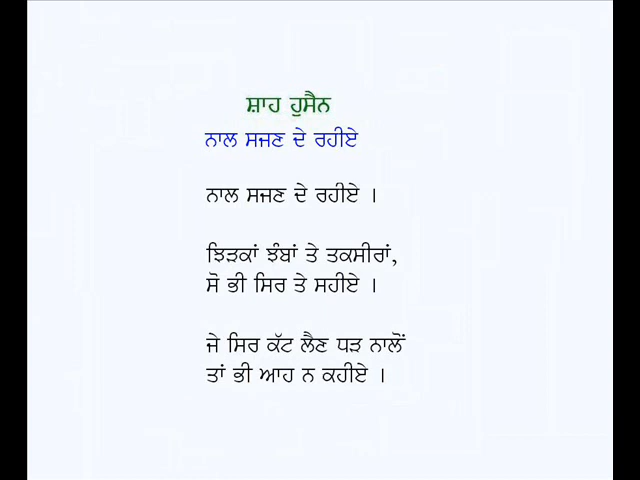 ਸ਼ਾਹ ਹੁਸੈਨ
ਨਾਲ ਸਜਣ ਦੇ ਰਹੀਏ
ਨਾਲ ਸਜਣ ਦੇ ਰਹੀਏ ।
ਝਿੜਕਾਂ ਝੰਬਾਂ ਤੇ ਤਕਸੀਰਾਂ,
ਸੋ ਭੀ ਸਿਰ ਤੇ ਸਹੀਏ ।
ਜੇ ਸਿਰ ਕੱਟ ਲੈਣ ਧੜ ਨਾਲੋਂ
ਤਾਂ ਭੀ ਆਹ ਨ ਕਹੀਏ ।